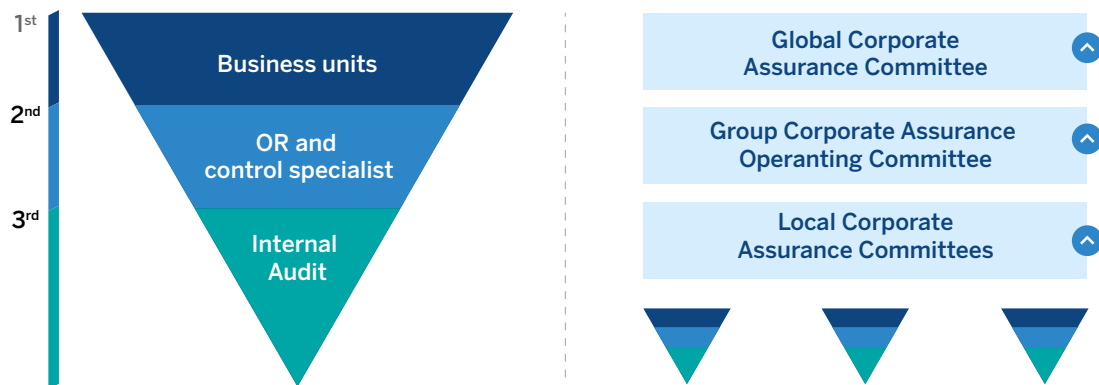 1st
Business units
2nd
OR and
control specialist
3rd
Internal
Audit
Global Corporate
Assurance Committee
Group Corporate Assurance
Operanting Committee
Local Corporate
Assurance Committees